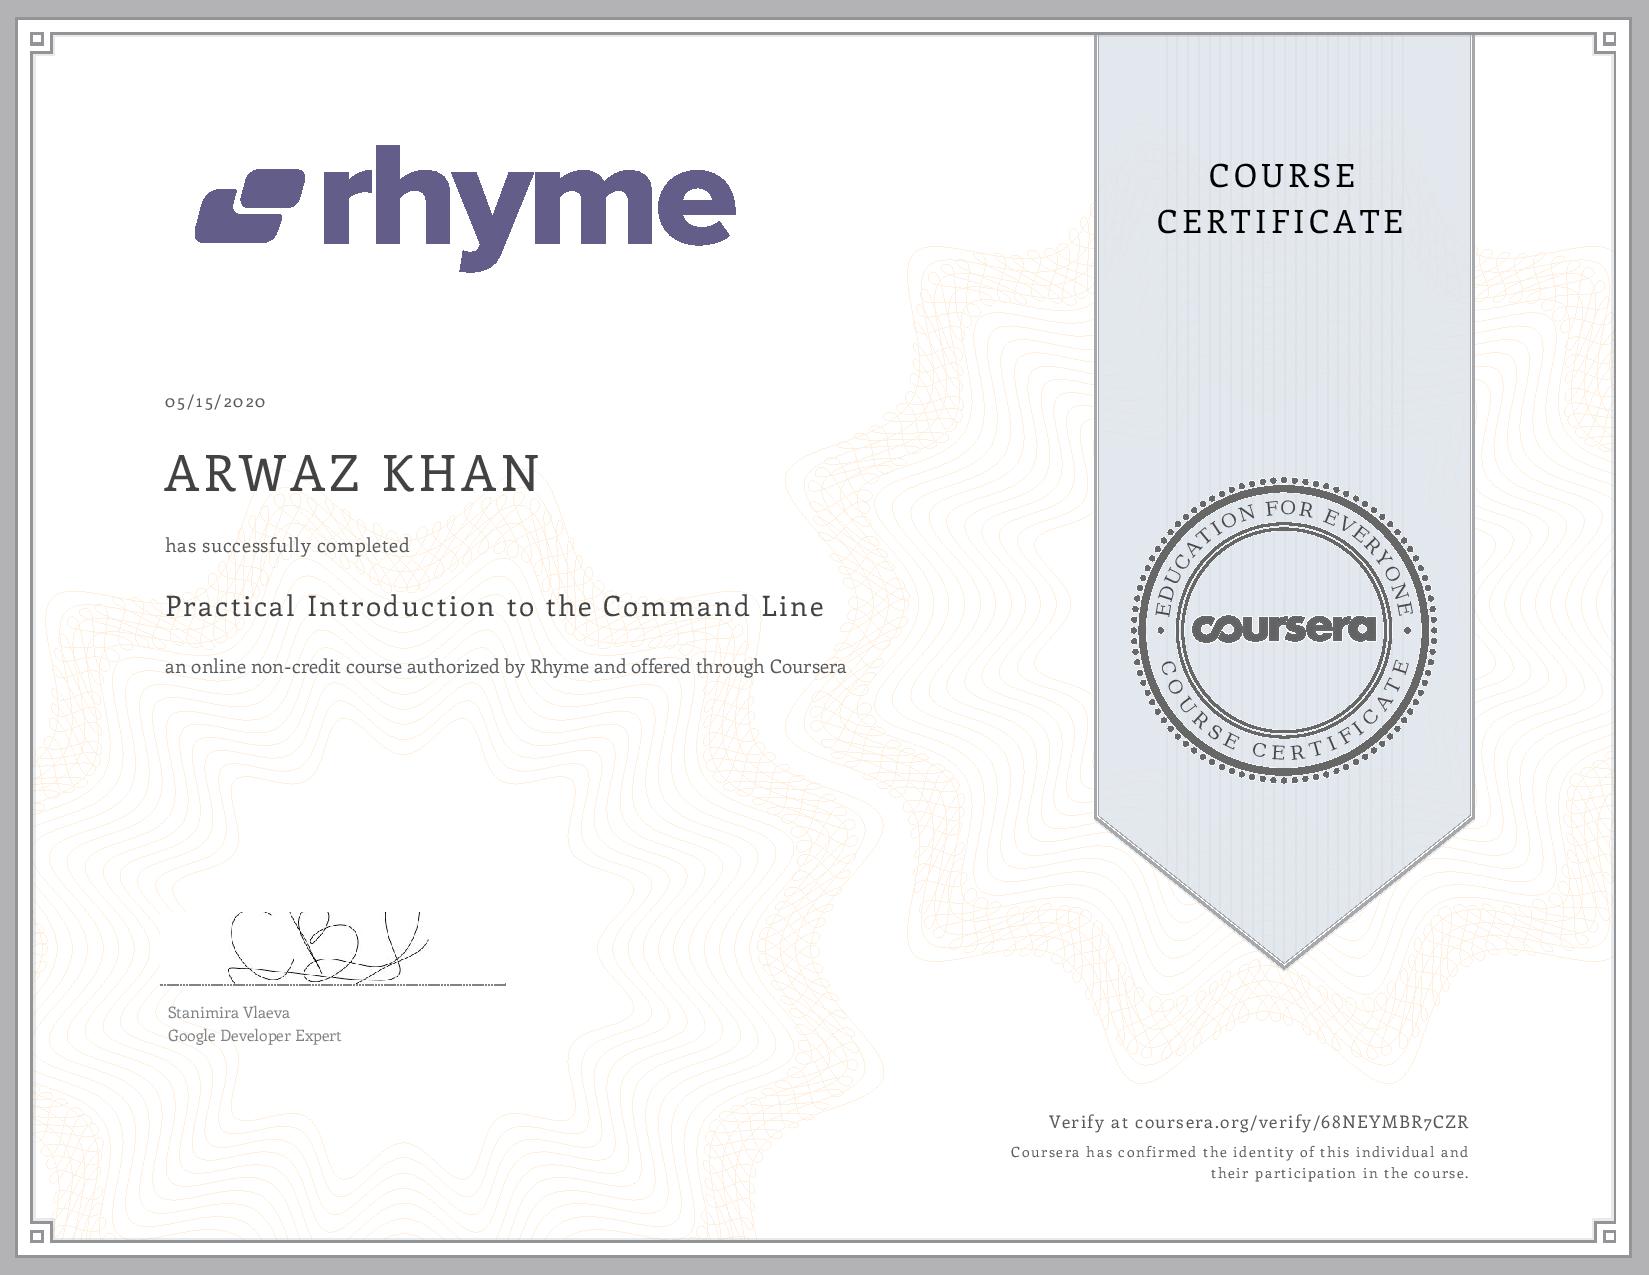 rhyme
COURSE
CERTIFICATE
05/15/2020
ARWAZ KHAN
has successfully completed
Practical Introduction to the Command Line
an online non-credit course authorized by Rhyme and offered through Coursera
EDUCATION FOR EVERYONE
coursera
COURSE CERTIFICATE
Stanimira Vlaeva
Google Developer Expert
Verify at coursera.org/verify/68NEYMBR7CZR
Coursera has confirmed the identity of this individual and
their participation in the course.